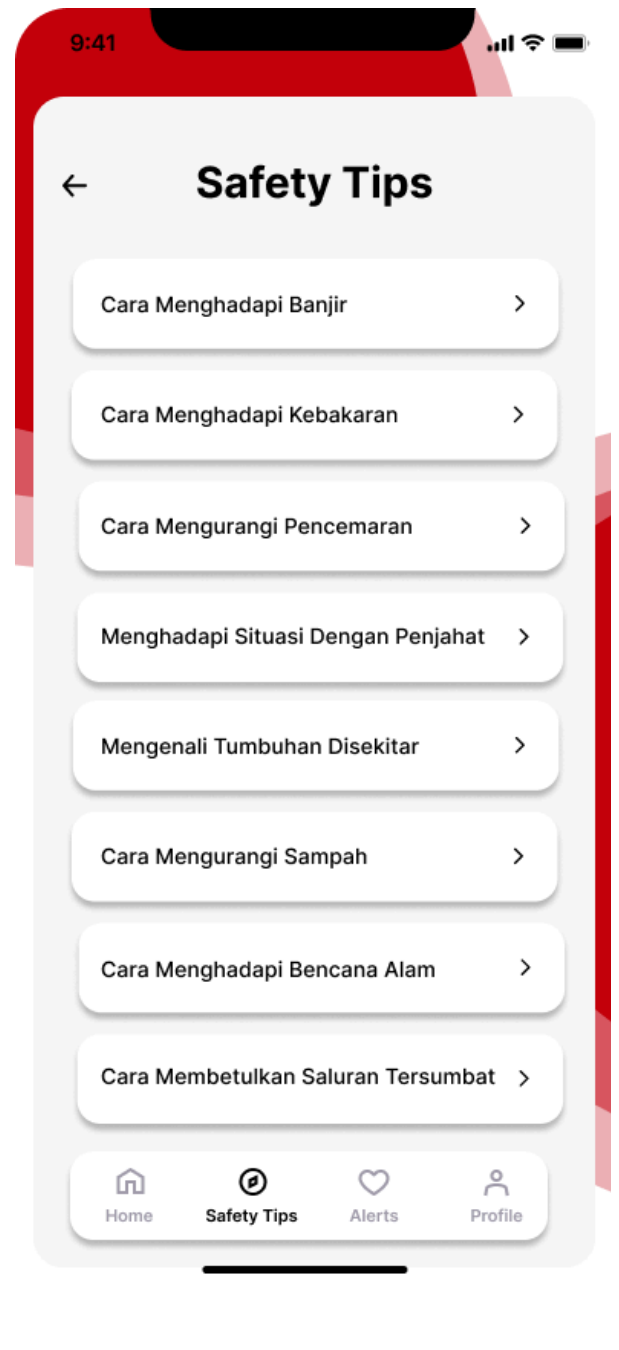 9:41
Safety Tips
Cara Menghadapi Banjir
Cara Menghadapi Kebakaran
Cara Mengurangi Pencemaran
Menghadapi Situasi Dengan Penjahat
Mengenali Tumbuhan Disekitar
Cara Mengurangi Sampah
Cara Menghadapi Bencana Alam
Cara Membetulkan Saluran Tersumbat
Home Safety Tips Alerts Profile